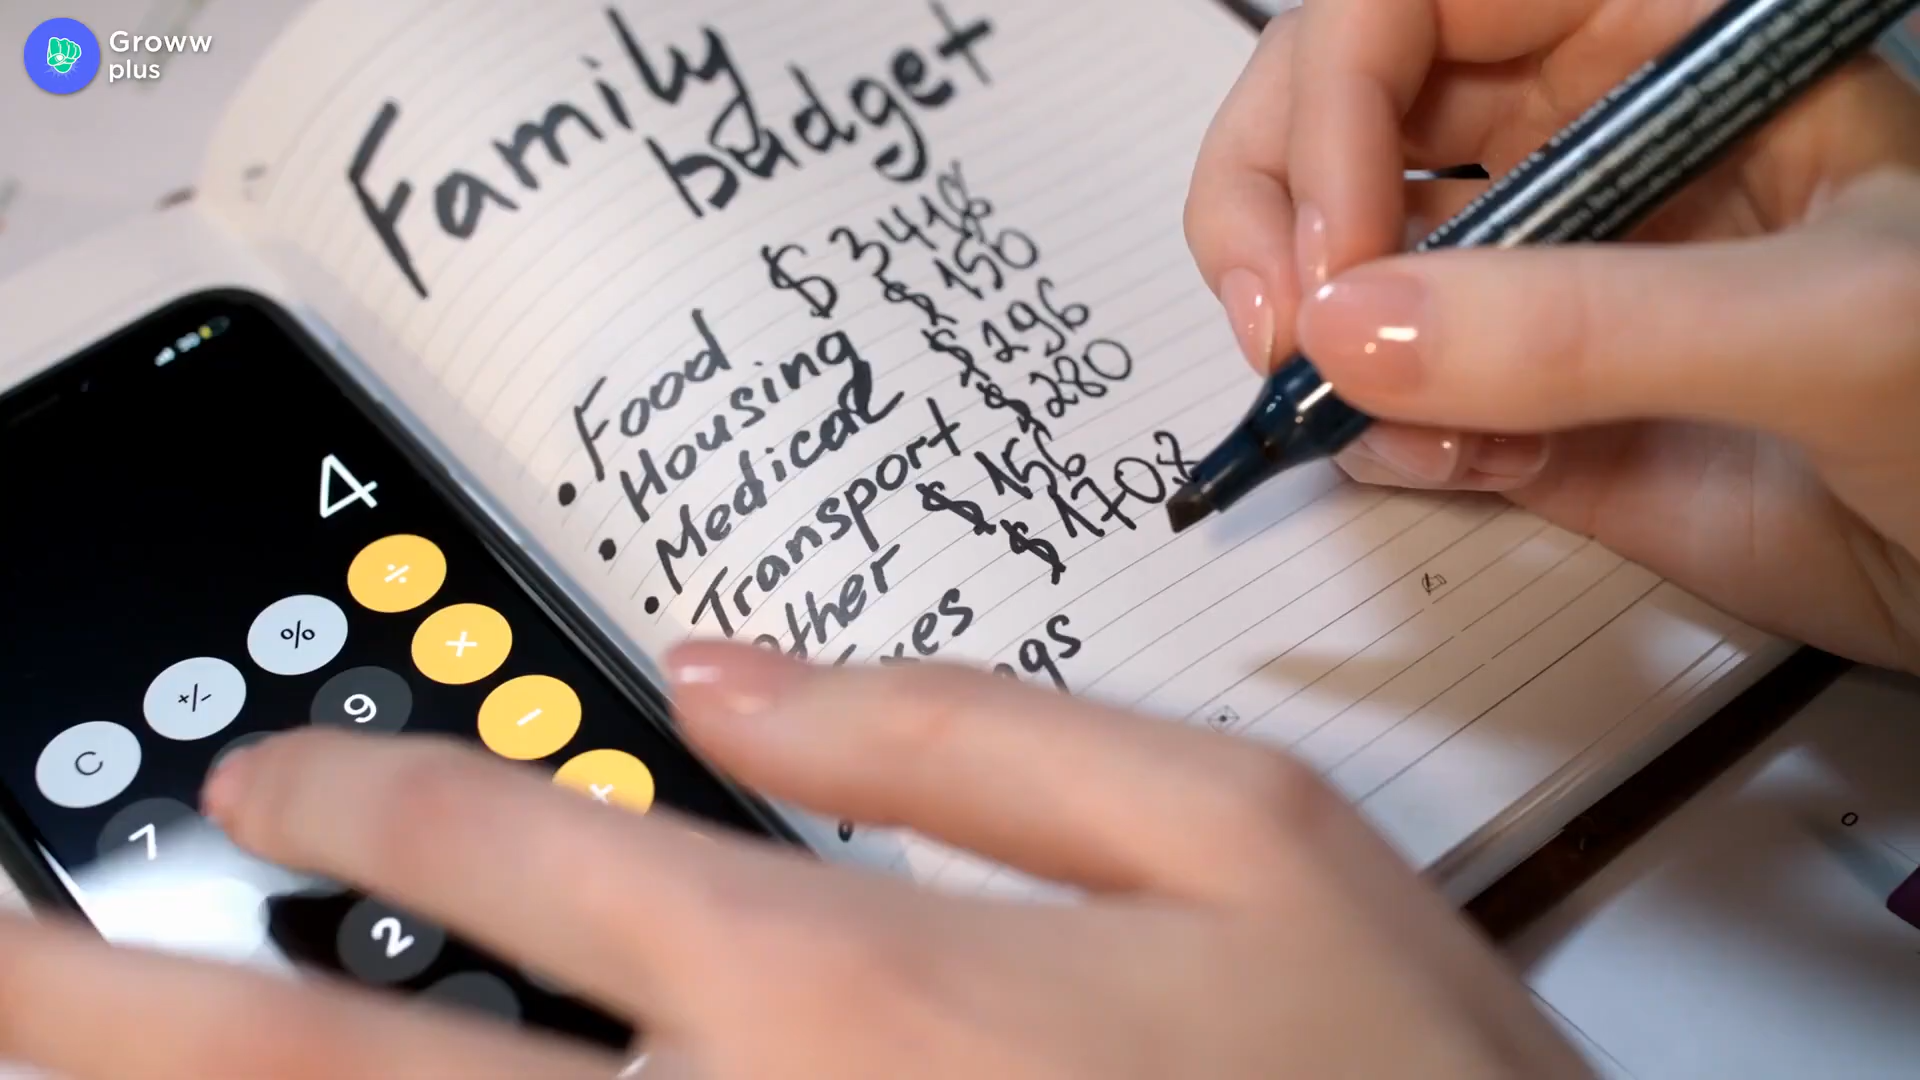 Groww
plus
Family
budget
Food $ 3418
Housing $ 150
Medical $ 296
Transport $ 280
other $ 156
$ 1708
4
÷
% ×
+/- 9 −
C +
7
2